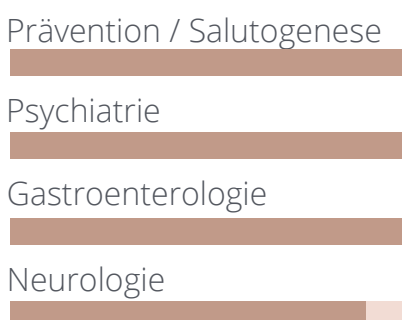 Prävention / Salutogenese
Psychiatrie
Gastroenterologie
Neurologie